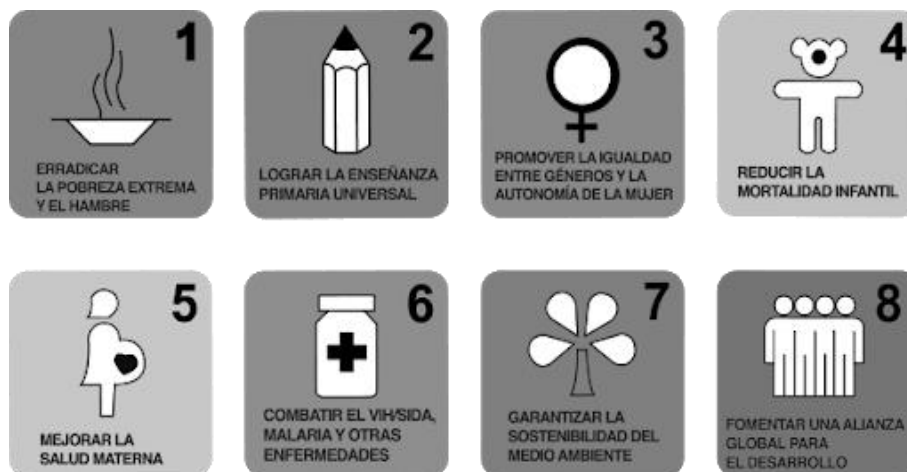 1
ERRADICAR
LA POBREZA EXTREMA
Y EL HAMBRE
2
LOGRAR LA ENSEÑANZA
PRIMARIA UNIVERSAL
3
PROMOVER LA IGUALDAD
ENTRE GÉNEROS Y LA
AUTONOMÍA DE LA MUJER
4
REDUCIR LA
MORTALIDAD INFANTIL
5
MEJORAR LA
SALUD MATERNA
6
COMBATIR EL VIH/SIDA,
MALARIA Y OTRAS
ENFERMEDADES
7
GARANTIZAR LA
SOSTENIBILIDAD DEL
MEDIO AMBIENTE
8
FOMENTAR UNA ALIANZA
GLOBAL PARA
EL DESARROLLO